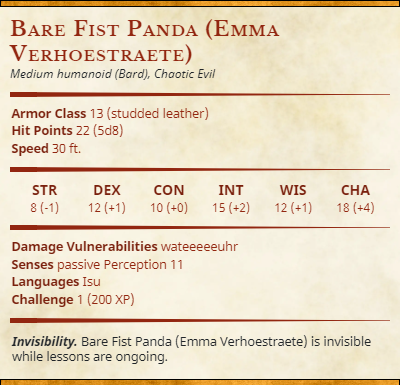 Bare Fist Panda (Emma
Verhoestraete)
Medium humanoid (Bard), Chaotic Evil
Armor Class 13 (studded leather)
Hit Points 22 (5d8)
Speed 30 ft.
STR DEX CON INT WIS CHA
8 (-1) 12 (+1) 10 (+0) 15 (+2) 12 (+1) 18 (+4)
Damage Vulnerabilities wateeeeeuhr
Senses passive Perception 11
Languages Isu
Challenge 1 (200 XP)
Invisibility. Bare Fist Panda (Emma Verhoestraete) is invisible
while lessons are ongoing.